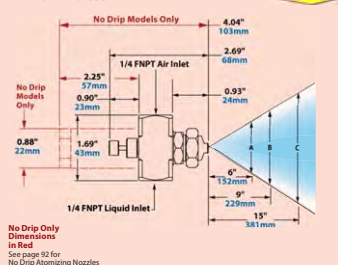 No Drip Models Only
4.04"
103mm
2.69"
68mm
1/4 FNPT Air Inlet
2.25"
57mm
No Drip
Models
Only
0.90"
23mm
0.93"
24mm
0.88"
22mm
1.69"
43mm
A
B
C
6"
152mm
9"
229mm
1/4 FNPT Liquid Inlet
15"
381mm
No Drip Only
Dimensions
in Red
See page 92 for
No Drip Atomizing Nozzles